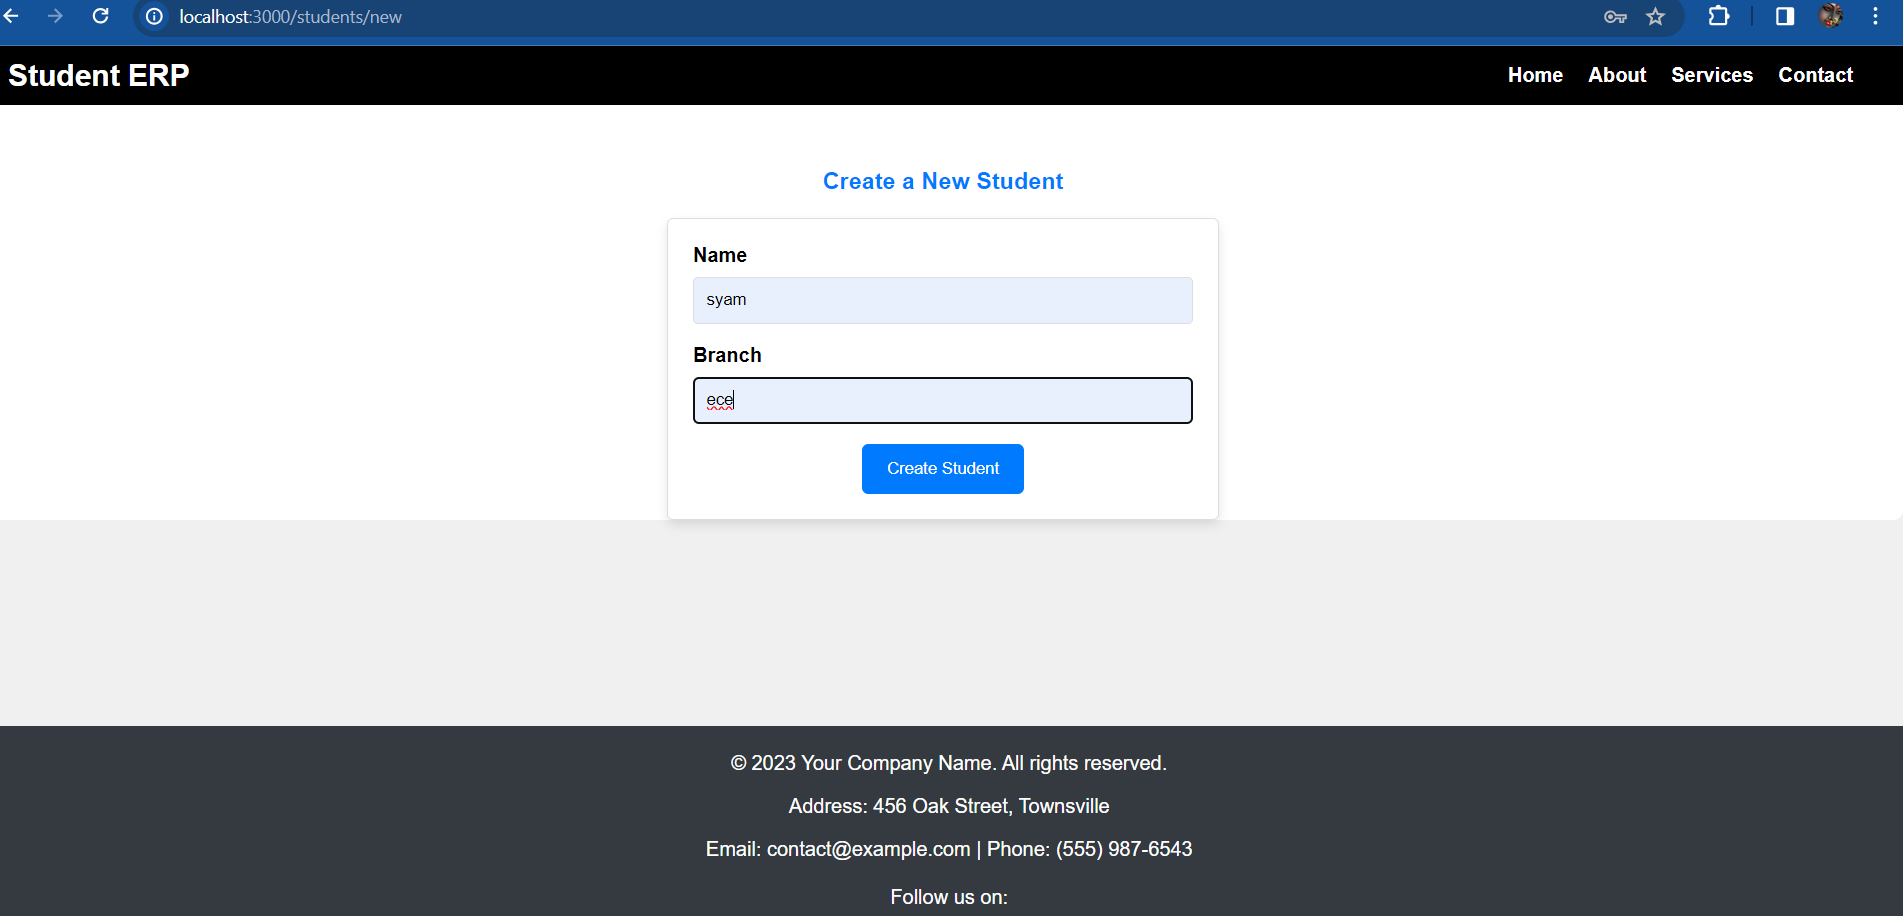 localhost:3000/students/new
Student ERP
Home About Services Contact
Create a New Student
Name
syam
Branch
ece
Create Student
© 2023 Your Company Name. All rights reserved.
Address: 456 Oak Street, Townsville
Email: contact@example.com | Phone: (555) 987-6543
Follow us on: